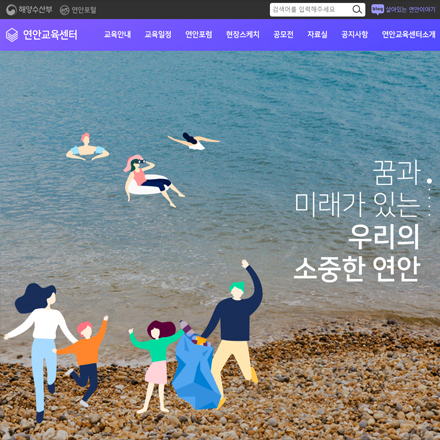 해양수산부 연안포털 검색어를 입력해주세요 blog 살아있는 연안이야기
연안교육센터 교육안내 교육일정 연안포럼 현장스케치 공모전 자료실 공지사항 연안교육센터소개
꿈과
미래가 있는
우리의
소중한 연안